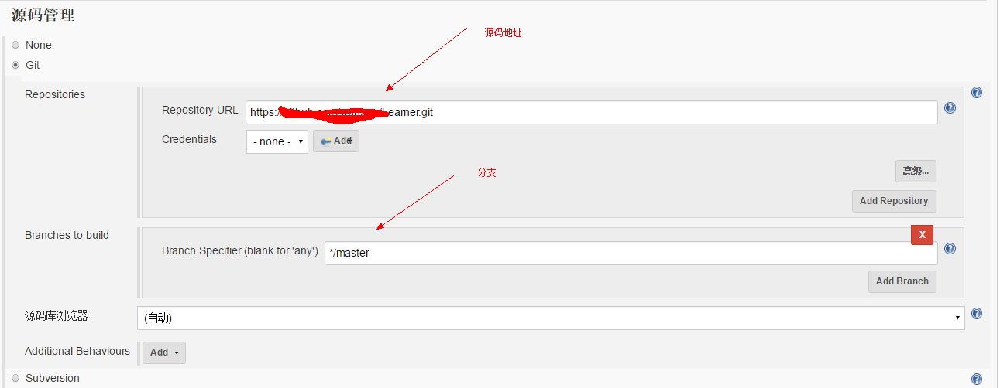 源码管理
None
源码地址
Git
Repositories
Repository URL
https:/ earner.git
Credentials
- none -
Add
分支
高级...
Add Repository
Branches to build
X
Branch Specifier (blank for 'any')
*/master
Add Branch
源码库浏览器
(自动)
Additional Behaviours
Add
Subversion